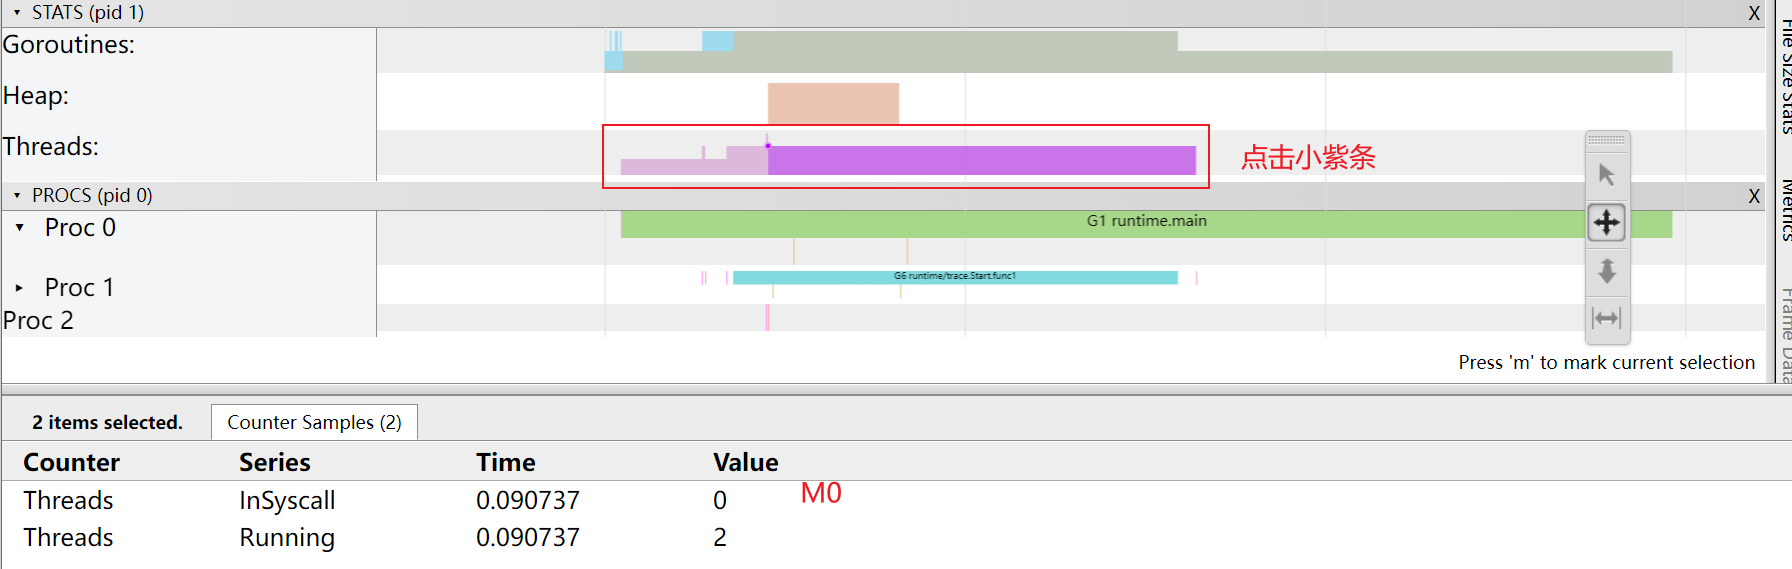 STATS (pid 1)
X
Goroutines:
Heap:
Threads:
点击小紫条
PROCS (pid 0)
X
Proc 0
G1 runtime.main
Proc 1
G6 runtime/trace.Start.func1
Proc 2
Press 'm' to mark current selection
File Size Stats
Metrics
Frame Data
2 items selected.
Counter Samples (2)
Counter Series Time Value
Threads InSyscall 0.090737 0
M0
Threads Running 0.090737 2